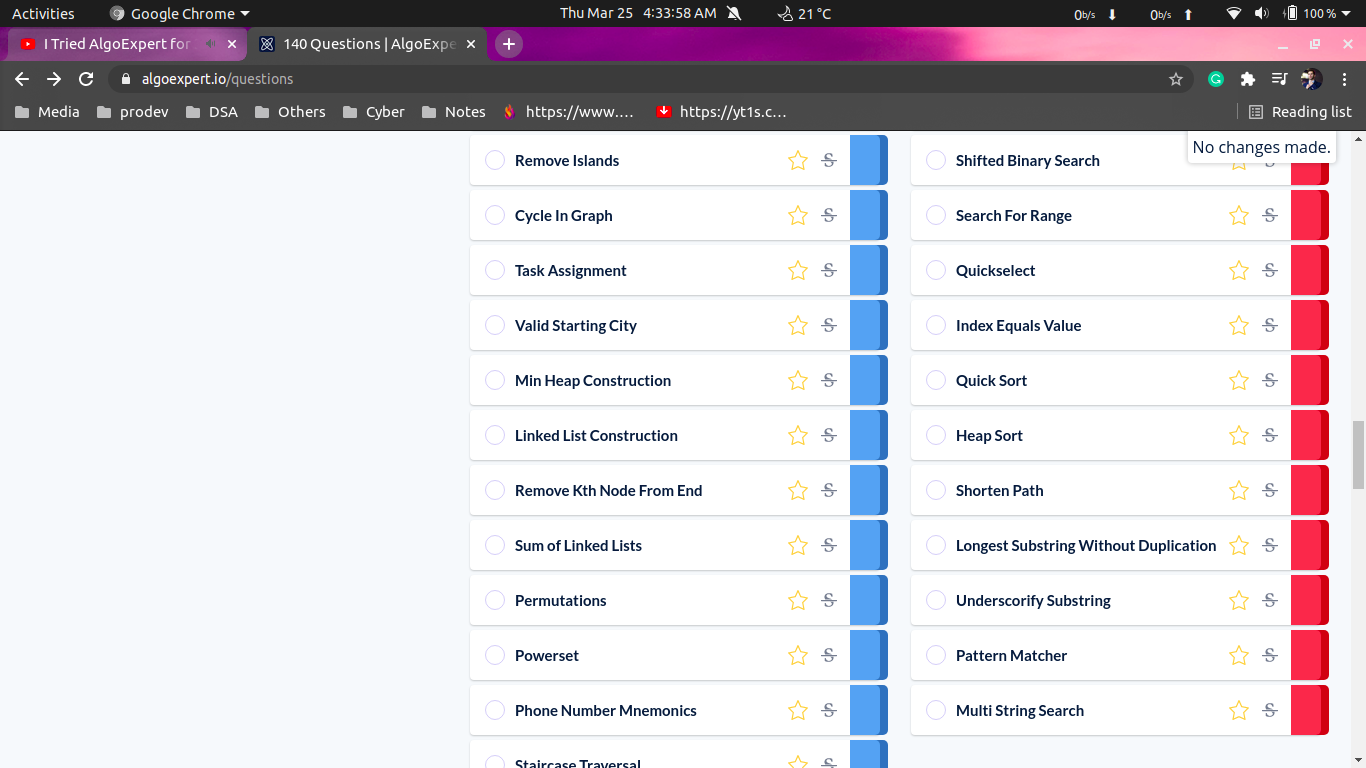 Activities
Google Chrome
Thu Mar 25 4:33:58 AM
21 °C
0b/s
0b/s
100 %
I Tried AlgoExpert for
140 Questions | AlgoExpe
algoexpert.io/questions
Media
prodev
DSA
Others
Cyber
Notes
https://www....
https://yt1s.c...
Reading list
No changes made.
Remove Islands
Cycle In Graph
Task Assignment
Valid Starting City
Min Heap Construction
Linked List Construction
Remove Kth Node From End
Sum of Linked Lists
Permutations
Powerset
Phone Number Mnemonics
Staircase Traversal
Shifted Binary Search
Search For Range
Quickselect
Index Equals Value
Quick Sort
Heap Sort
Shorten Path
Longest Substring Without Duplication
Underscorify Substring
Pattern Matcher
Multi String Search